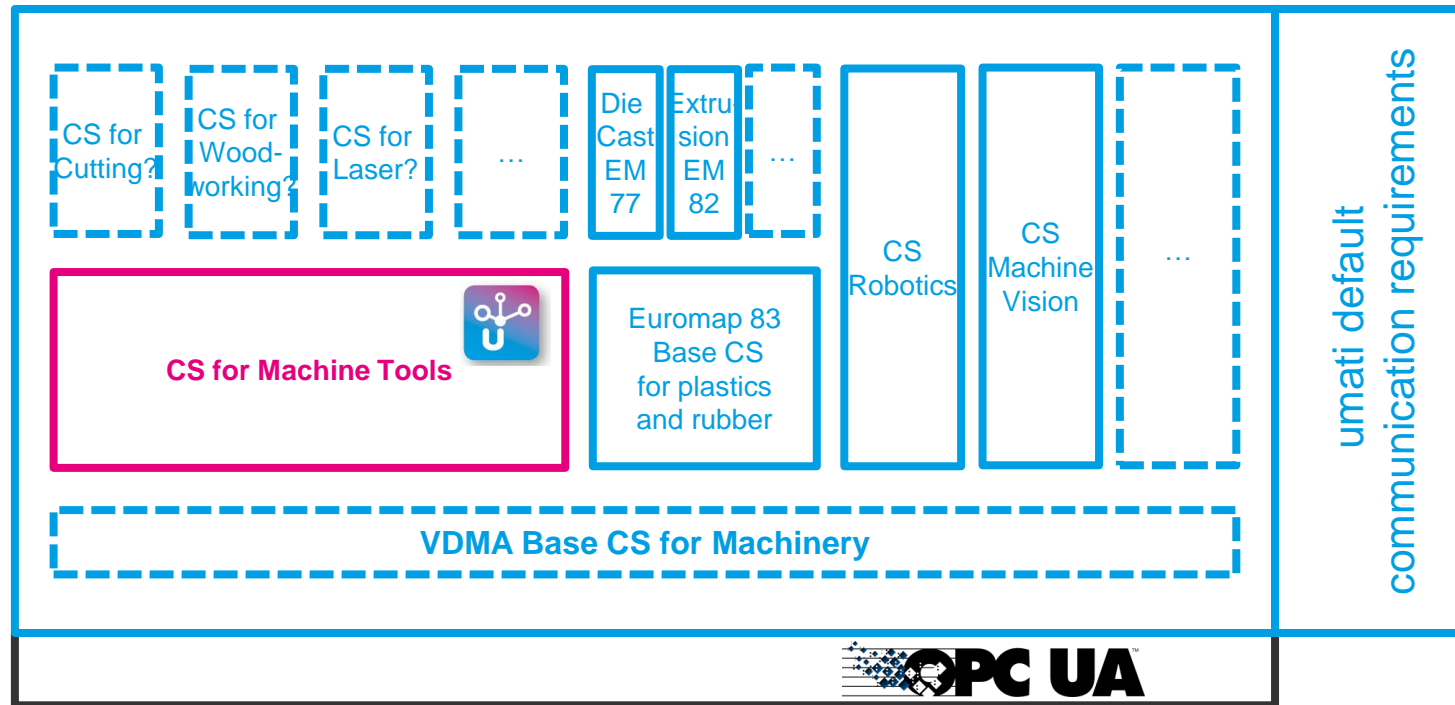 CS for
Cutting?
CS for
Wood-
working?
CS for
Laser?
...
Die
Cast
EM
77
Extru-
sion
EM
82
...
CS
Robotics
CS
Machine
Vision
...
CS for Machine Tools
U
Euromap 83
Base CS
for plastics
and rubber
VDMA Base CS for Machinery
umati default
communication requirements
OPC UA™